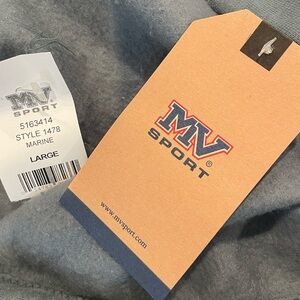 MV
SPORT
5163414
STYLE 1478
MARINE
LARGE
MV®
SPORT
www.mvsport.com